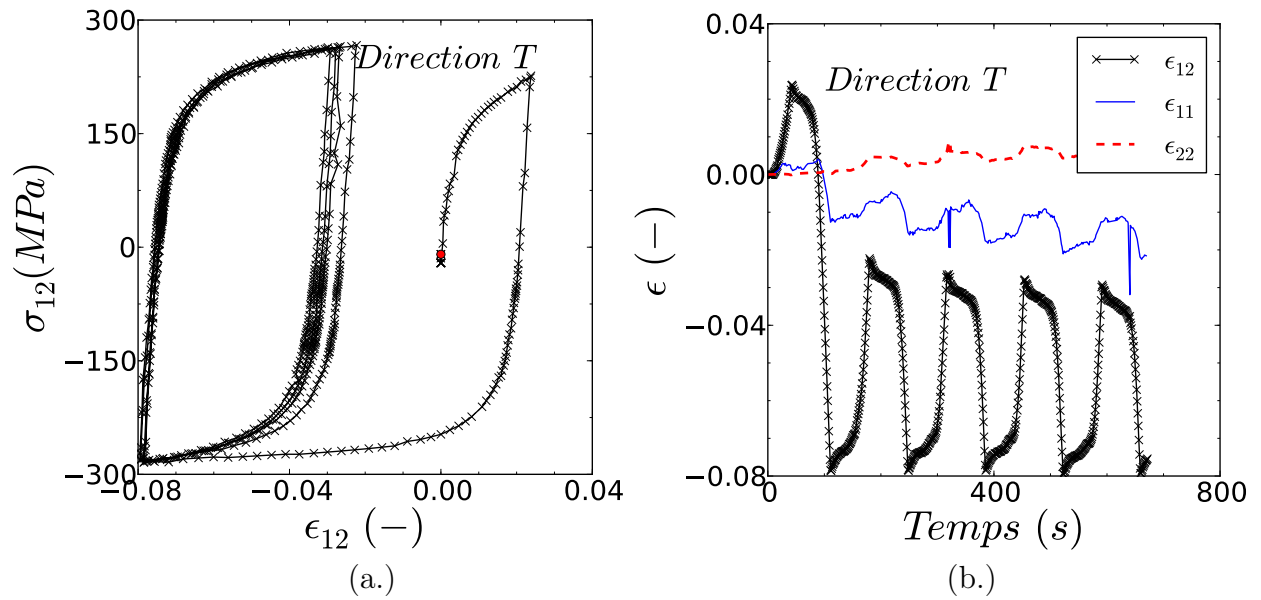 300
150
0
−150
−300
−0.08
−0.04
0.00
0.04
σ12(MPa)
ϵ12 (−)
Direction T
(a.)
0.04
0.00
−0.04
−0.08
0
400
800
ϵ (−)
Temps (s)
Direction T
ϵ12
ϵ11
ϵ22
(b.)